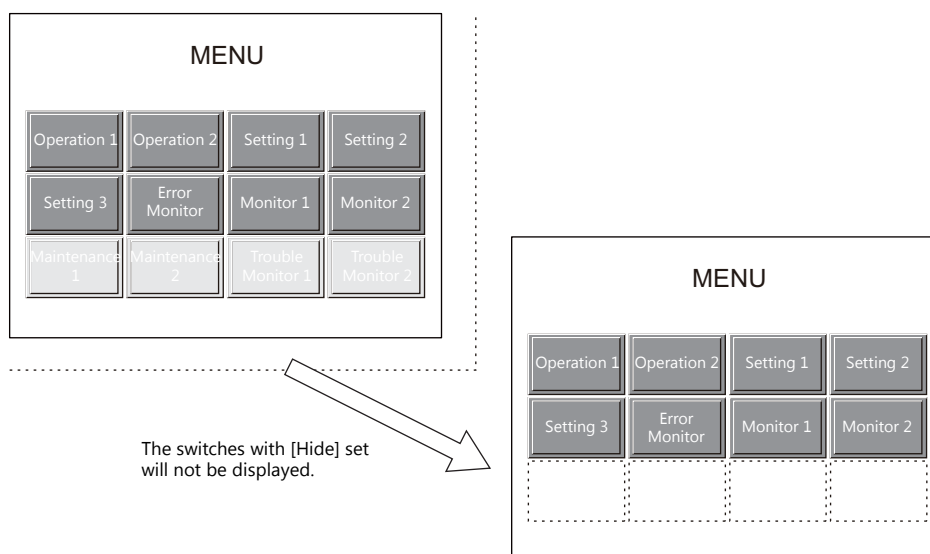 MENU
Operation 1 Operation 2 Setting 1 Setting 2
Setting 3 Error Monitor Monitor 1 Monitor 2
Maintenance 1 Maintenance 2 Trouble Monitor 1 Trouble Monitor 2
The switches with [Hide] set
will not be displayed.
MENU
Operation 1 Operation 2 Setting 1 Setting 2
Setting 3 Error Monitor Monitor 1 Monitor 2